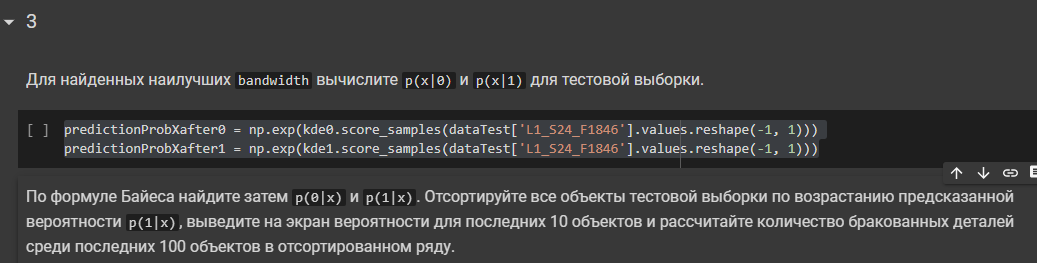 3
Для найденных наилучших bandwidth вычислите p(x|0) и p(x|1) для тестовой выборки.
[ ] predictionProbXafter0 = np.exp(kde0.score_samples(dataTest['L1_S24_F1846'].values.reshape(-1, 1)))
predictionProbXafter1 = np.exp(kde1.score_samples(dataTest['L1_S24_F1846'].values.reshape(-1, 1)))
По формуле Байеса найдите затем p(0|x) и p(1|x). Отсортируйте все объекты тестовой выборки по возрастанию предсказанной
вероятности p(1|x), выведите на экран вероятности для последних 10 объектов и рассчитайте количество бракованных деталей
среди последних 100 объектов в отсортированном ряду.